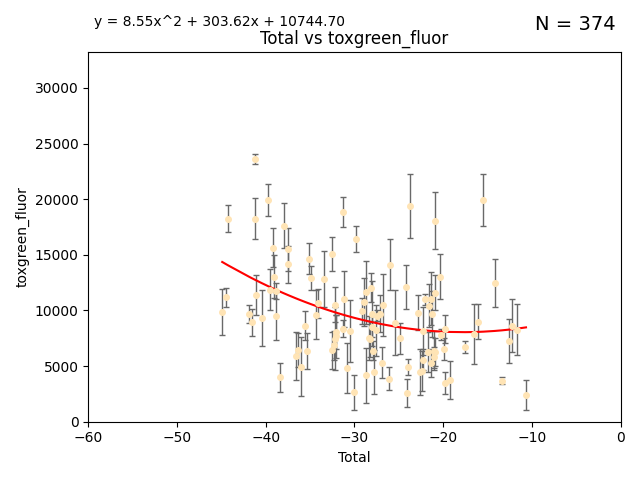 y = 8.55x^2 + 303.62x + 10744.70
N = 374
Total vs toxgreen_fluor
30000
25000
20000
15000
10000
5000
0
toxgreen_fluor
−60
−50
−40
−30
−20
−10
0
Total